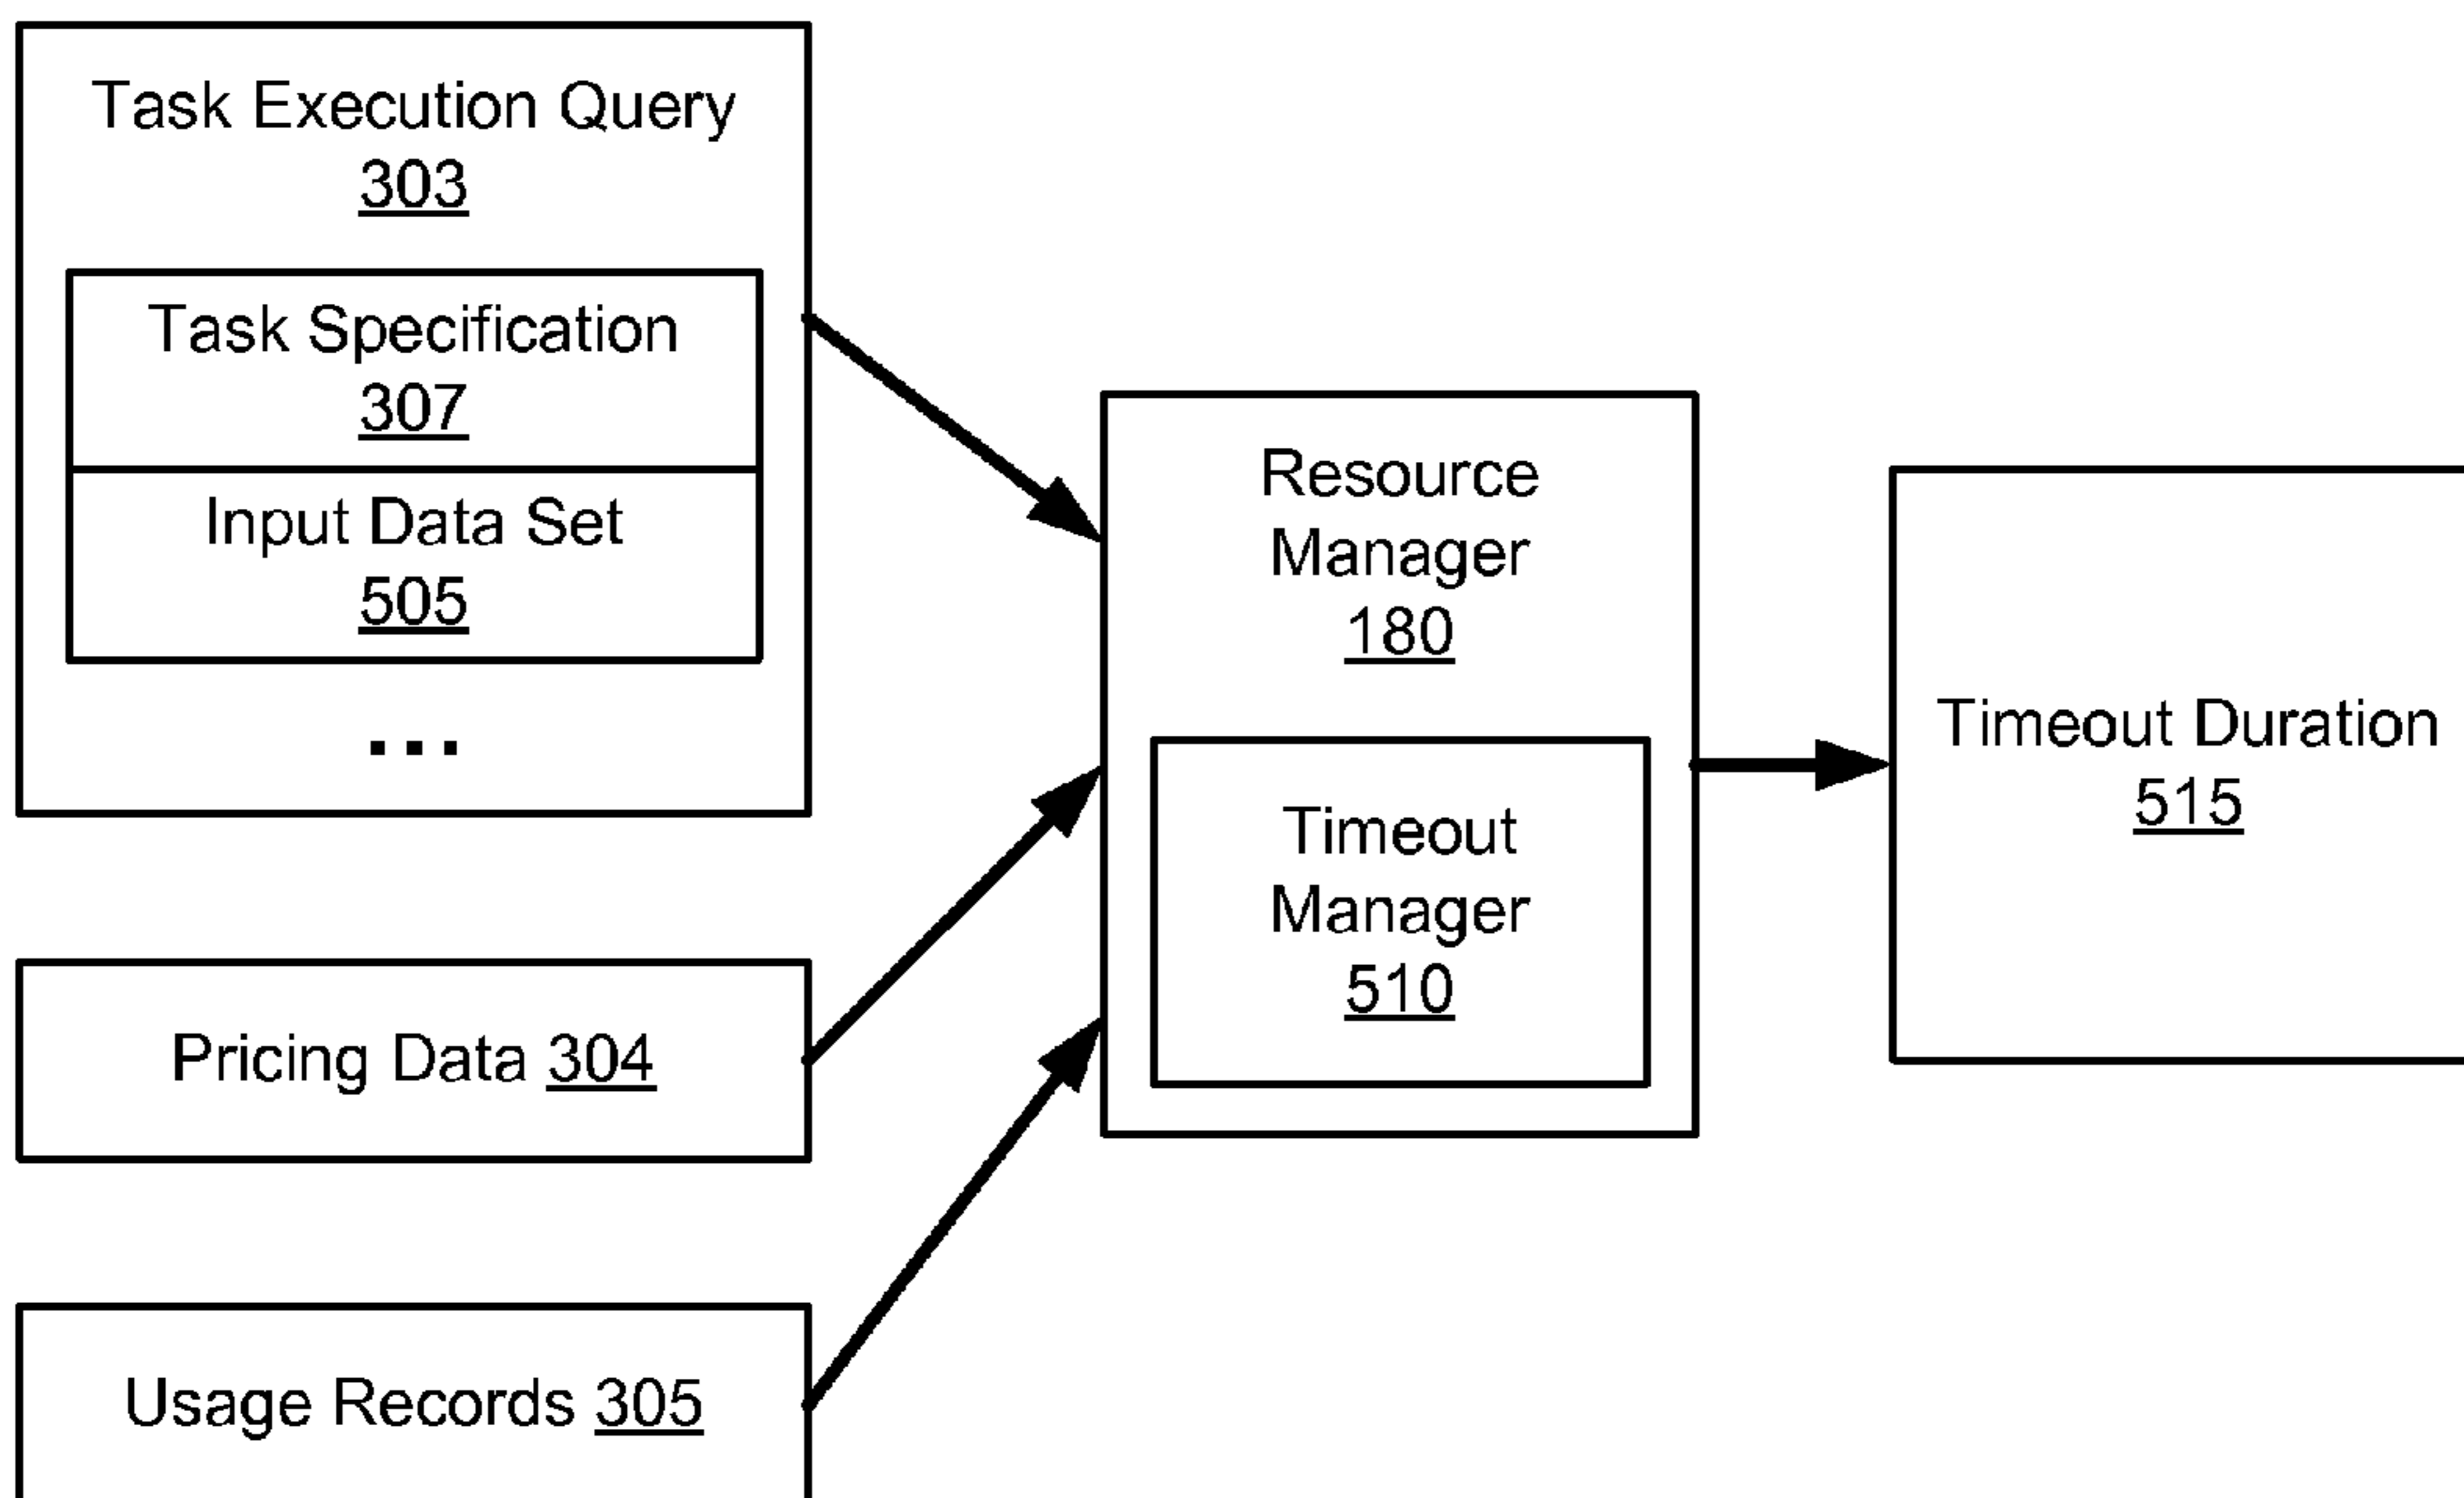 Task Execution Query
303
Task Specification
307
Input Data Set
505
...
Pricing Data 304
Usage Records 305
Resource
Manager
180
Timeout
Manager
510
Timeout Duration
515